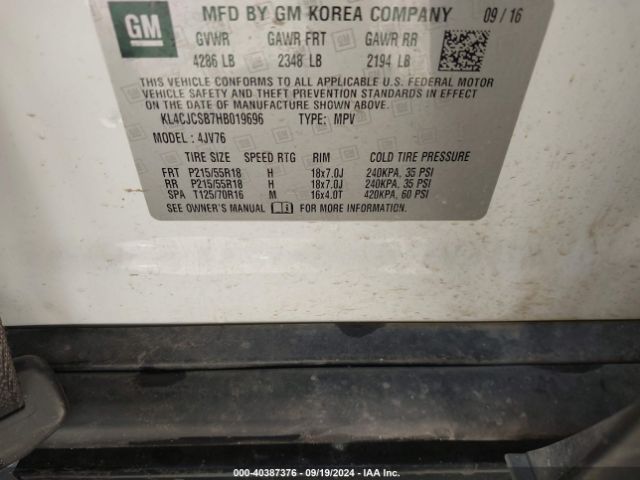 GM
MFD BY GM KOREA COMPANY 09/16
GVWR GAWR FRT GAWR RR
4286 LB 2348 LB 2194 LB
THIS VEHICLE CONFORMS TO ALL APPLICABLE U.S. FEDERAL MOTOR
VEHICLE SAFETY AND THEFT PREVENTION STANDARDS IN EFFECT ON
THE DATE OF MANUFACTURE SHOWN ABOVE.
KL4CJCSB7HB019696 TYPE: MPV
MODEL : 4JV76
TIRE SIZE SPEED RTG RIM COLD TIRE PRESSURE
FRT P215/55R18 H 18x7.0J 240KPA, 35 PSI
RR P215/55R18 H 18x7.0J 240KPA, 35 PSI
SPA T125/70R16 M 16x4.0T 420KPA, 60 PSI
SEE OWNER'S MANUAL FOR MORE INFORMATION
000-40387376 - 09/19/2024 - IAA Inc.